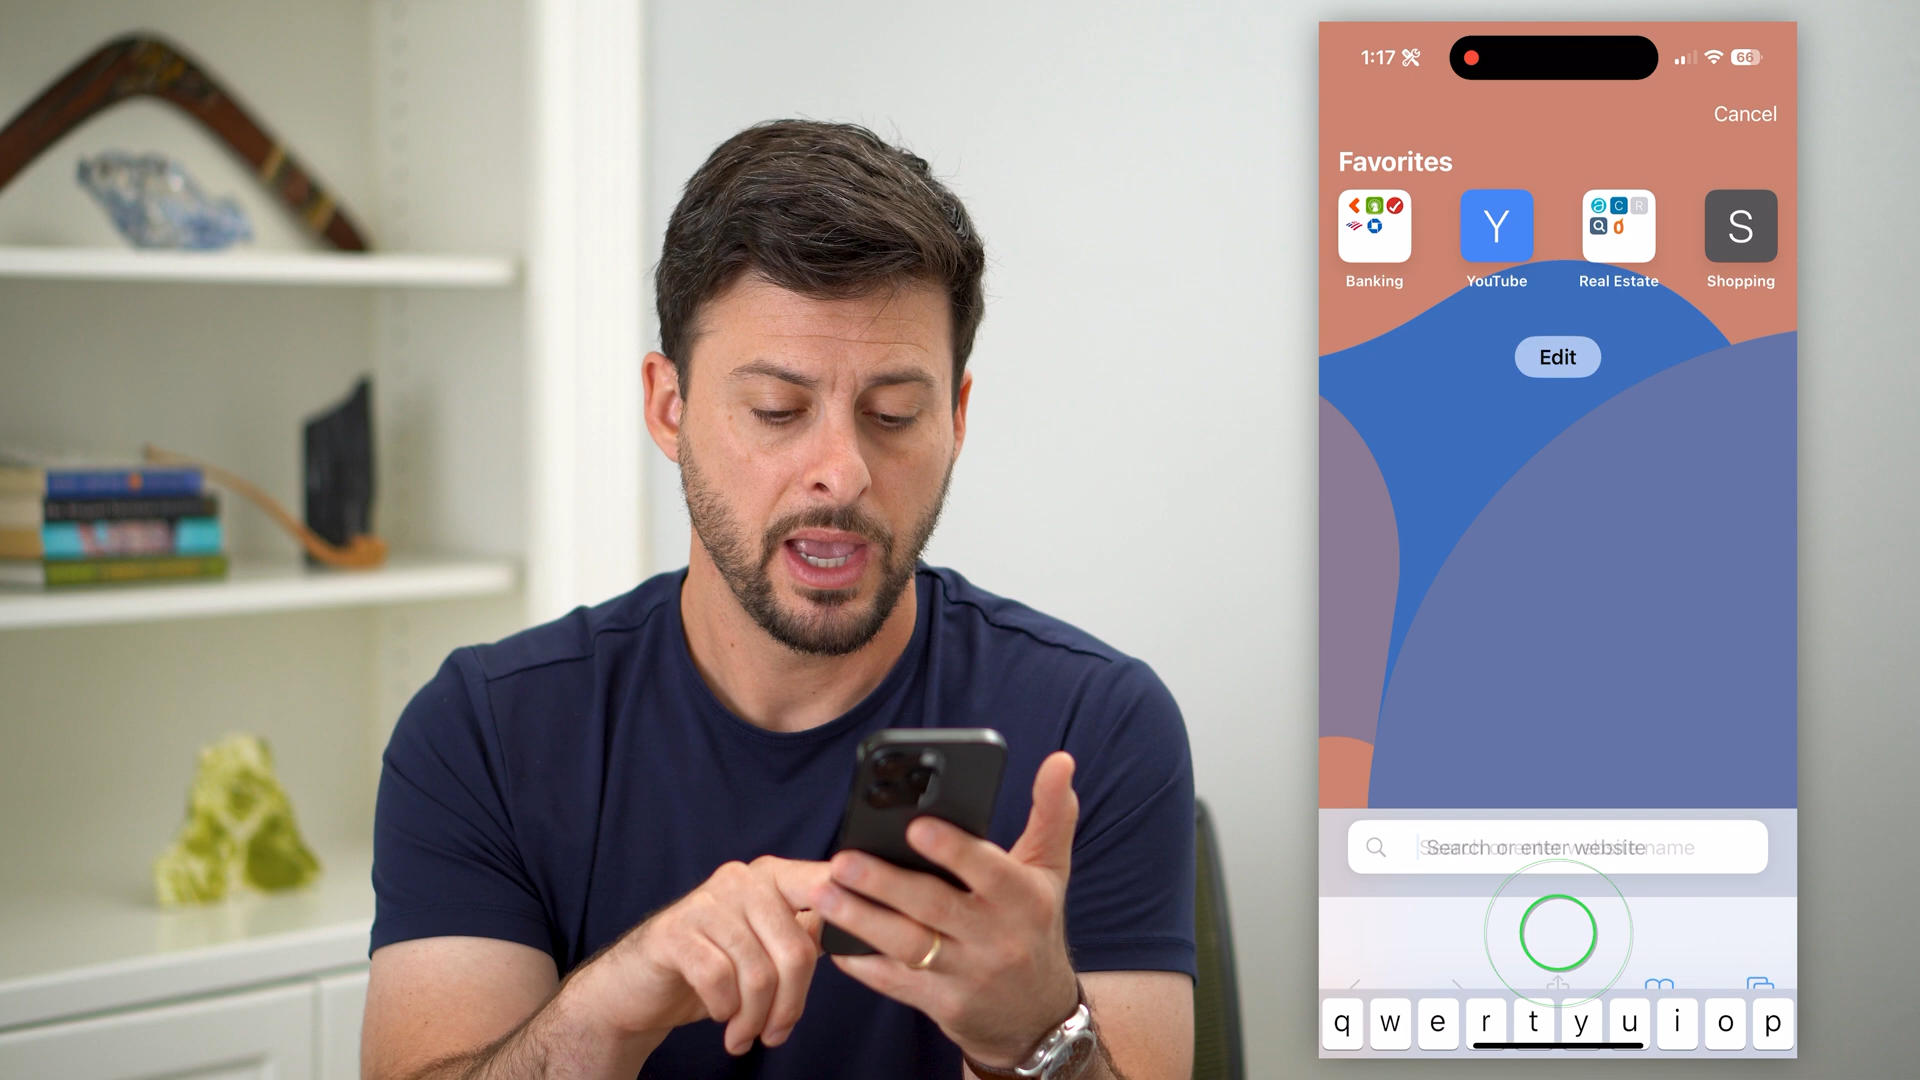 1:17
66
Cancel
Favorites
Y
C R
S
Banking YouTube Real Estate Shopping
Edit
Search or enter website name
q w e r t y u i o p